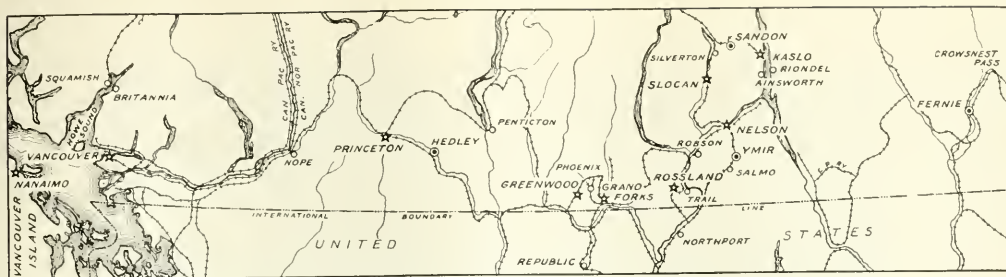 SQUAMISH
BRITANNIA
HOWE SOUND
VANCOUVER
NANAIMO
VANCOUVER
ISLAND
CAN. PAC RY
CAN. NOR PAC RY
HOPE
PRINCETON
HEDLEY
PENTICTON
PHOENIX
GREENWOOD
GRAND
FORKS
REPUBLIC
SILVERTON
SANDON
SLOCAN
KASLO
RIONDEL
AINSWORTH
NELSON
ROBSON
YMIR
ROSSLAND
SALMO
TRAIL
NORTHPORT
CROWSNEST
PASS
FERNIE
C.P. RY
INTERNATIONAL BOUNDARY LINE
UNITED STATES